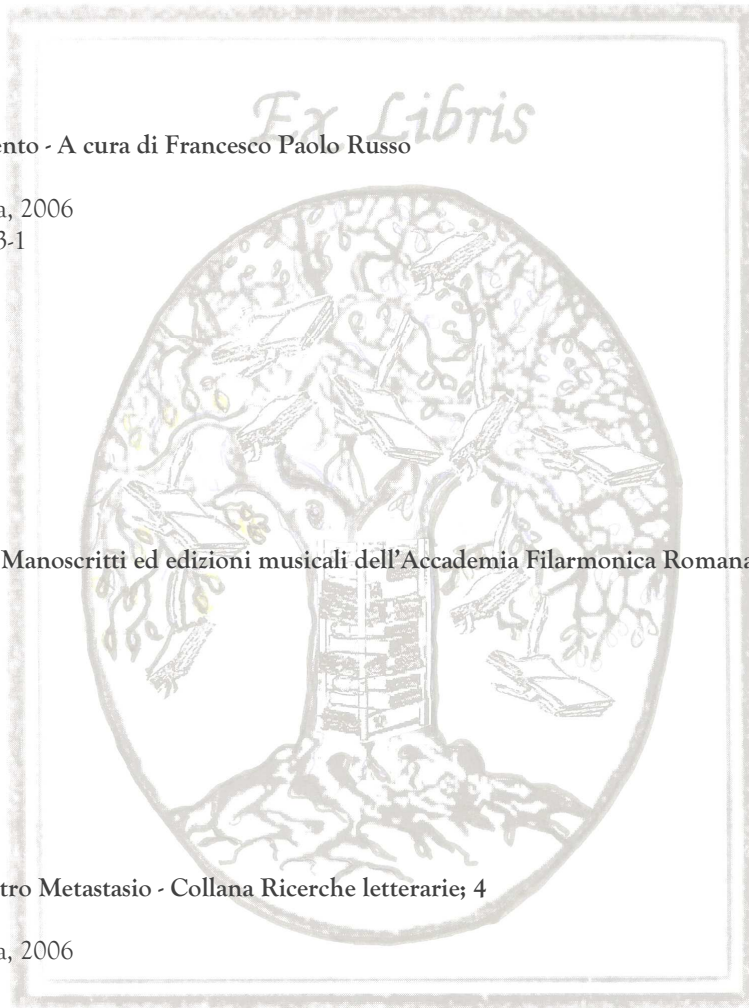 Ex Libris
ento - A cura di Francesco Paolo Russo
a, 2006
3-1
Manoscritti ed edizioni musicali dell'Accademia Filarmonica Romana
tro Metastasio - Collana Ricerche letterarie; 4
a, 2006